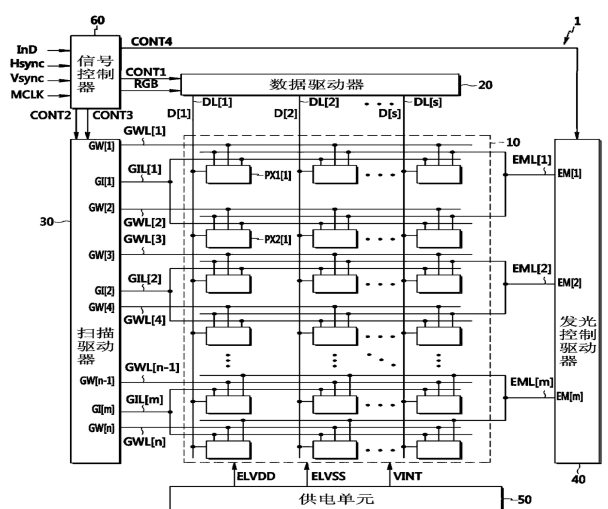 60
1
InD
Hsync
Vsync
MCLK
信号
控制
器
CONT4
CONT1
RGB
数据驱动器
20
CONT2
CONT3
D[1]
DL[1]
D[2]
DL[2]
D[s]
DL[s]
10
GW[1]
GWL[1]
GI[1]
GIL[1]
PX1[1]
EML[1]
EM[1]
30
GW[2]
GWL[2]
PX2[1]
GWL[3]
GW[3]
GI[2]
GIL[2]
EML[2]
EM[2]
GW[4]
GWL[4]
扫描
驱动
器
发光
控制
驱动
器
GWL[n-1]
GW[n-1]
GI[m]
GIL[m]
EML[m]
EM[m]
GW[n]
GWL[n]
ELVDD
ELVSS
VINT
40
供电单元
50